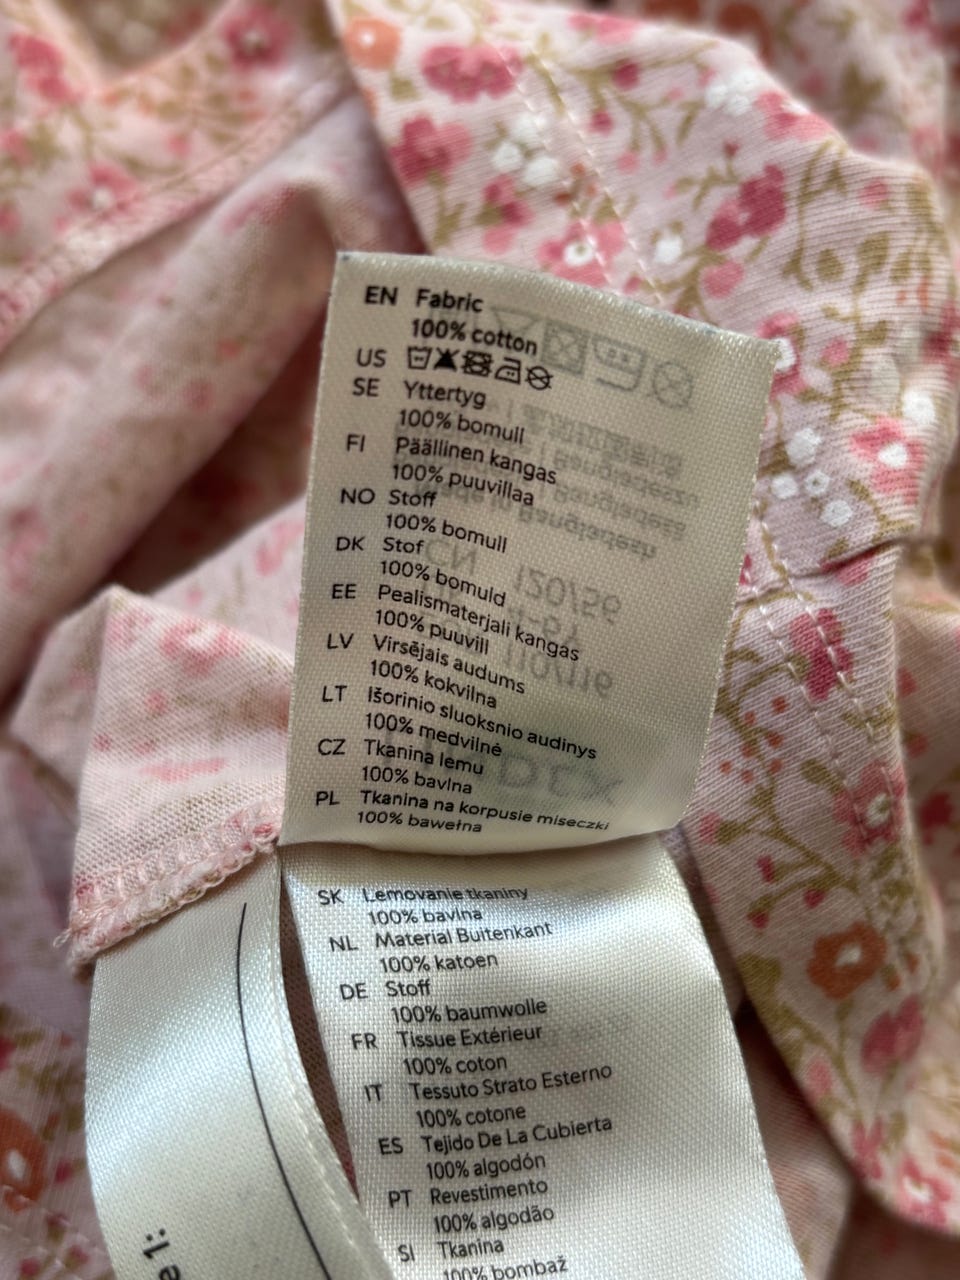 EN Fabric
100% cotton
US
SE Yttertyg
100% bomull
FI Päällinen kangas
100% puuvillaa
NO Stoff
100% bomull
DK Stof
100% bomuld
EE Pealismaterjali kangas
100% puuvill
LV Virsējais audums
100% kokvilna
LT Išorinio sluoksnio audinys
100% medvilnė
CZ Tkanina lemu
100% bavlna
PL Tkanina na korpusie miseczki
100% bawełna
SK Lemovanie tkaniny
100% bavlna
NL Material Buitenkant
100% katoen
DE Stoff
100% baumwolle
FR Tissue Extérieur
100% coton
IT Tessuto Strato Esterno
100% cotone
ES Tejido De La Cubierta
100% algodón
PT Revestimento
100% algodão
SI Tkanina
100% bombaž